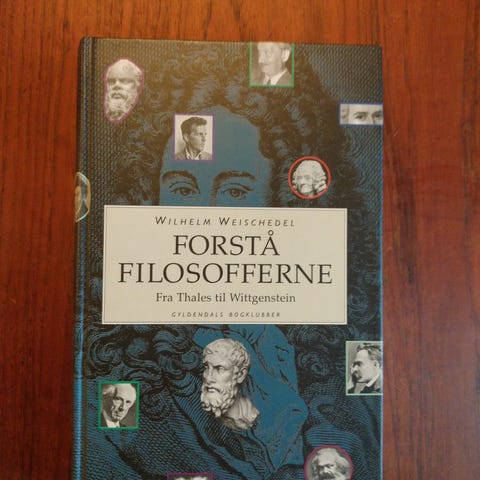 WILHELM WEISCHEDEL
FORSTÅ
FILOSOFFERNE
Fra Thales til Wittgenstein
GYLDENDALS BOGKLUBBER